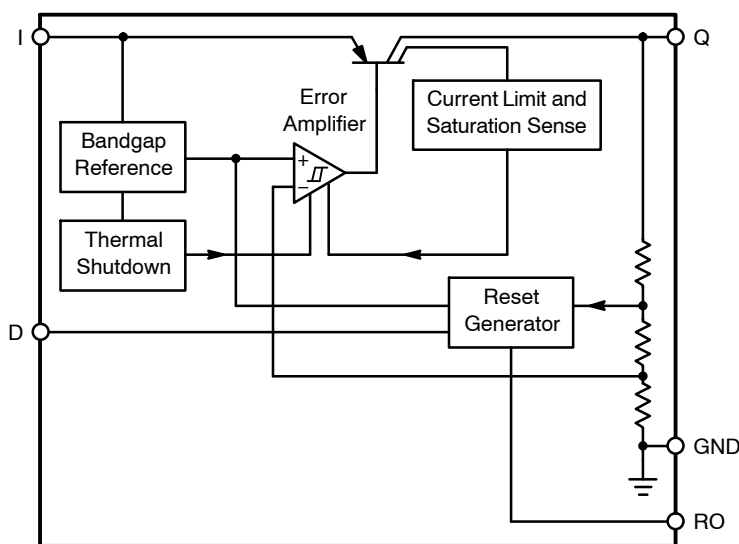 I
Q
Error
Amplifier
Current Limit and
Saturation Sense
Bandgap
Reference
+
−
Thermal
Shutdown
Reset
Generator
D
GND
RO